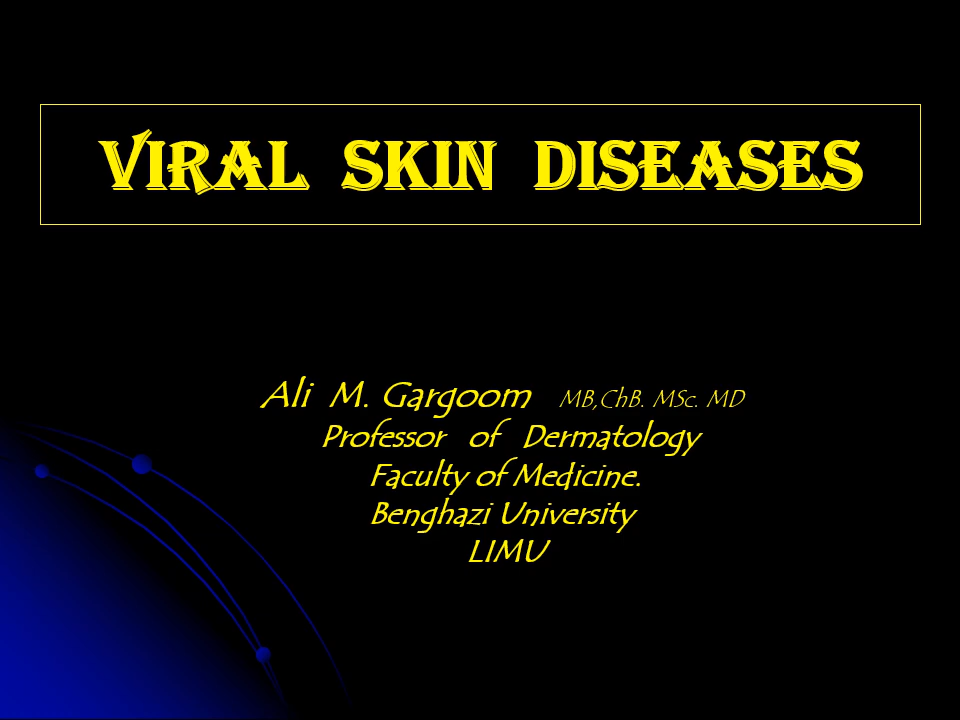 VIRAL SKIN DISEASES
Ali M. Gargoom MB,ChB. MSc. MD
Professor of Dermatology
Faculty of Medicine.
Benghazi University
LIMU